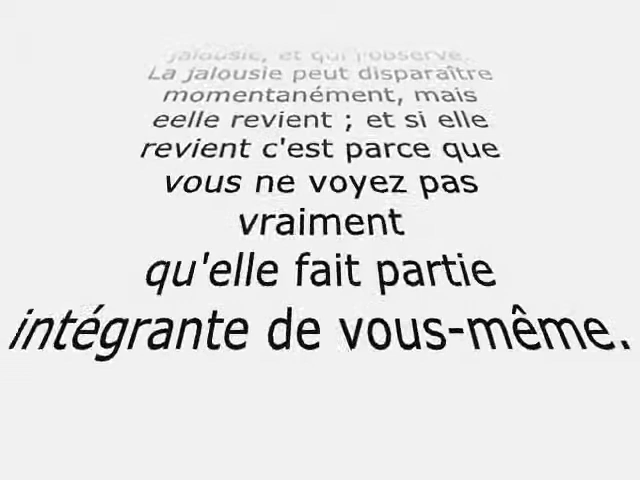 jalousie, et qui l'observe.
La jalousie peut disparaître
momentanément, mais
eelle revient ; et si elle
revient c'est parce que
vous ne voyez pas
vraiment
qu'elle fait partie
intégrante de vous-même.